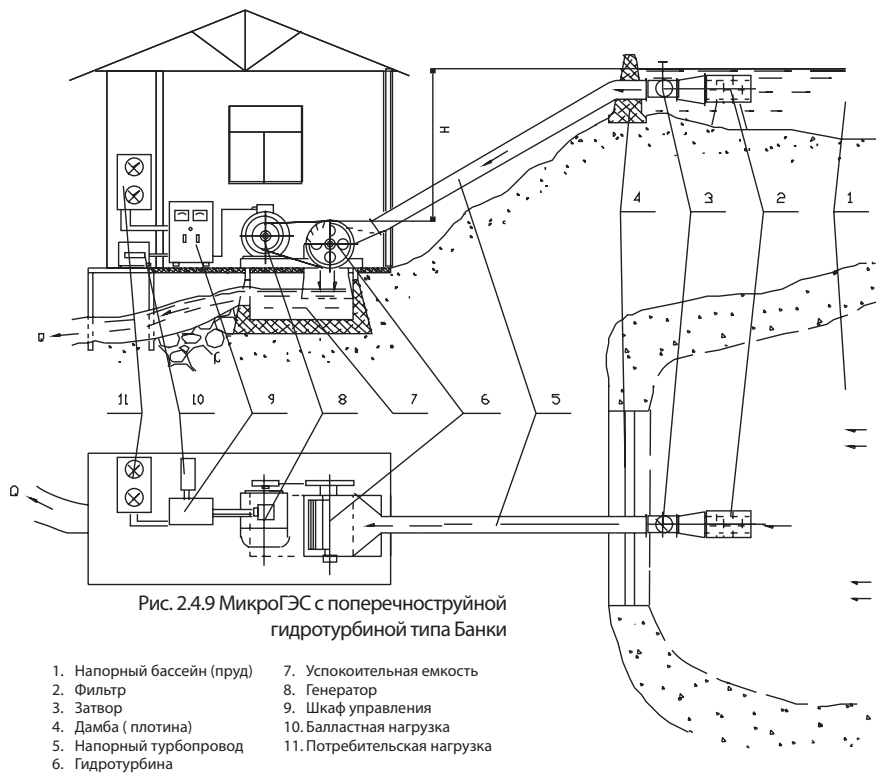 H
4 3 2 1
Q
11 10 9 8 7 6 5
Q
Рис. 2.4.9 МикроГЭС с поперечноструйной
гидротурбиной типа Банки
1. Напорный бассейн (пруд)
2. Фильтр
3. Затвор
4. Дамба ( плотина)
5. Напорный турбопровод
6. Гидротурбина
7. Успокоительная емкость
8. Генератор
9. Шкаф управления
10. Балластная нагрузка
11. Потребительская нагрузка